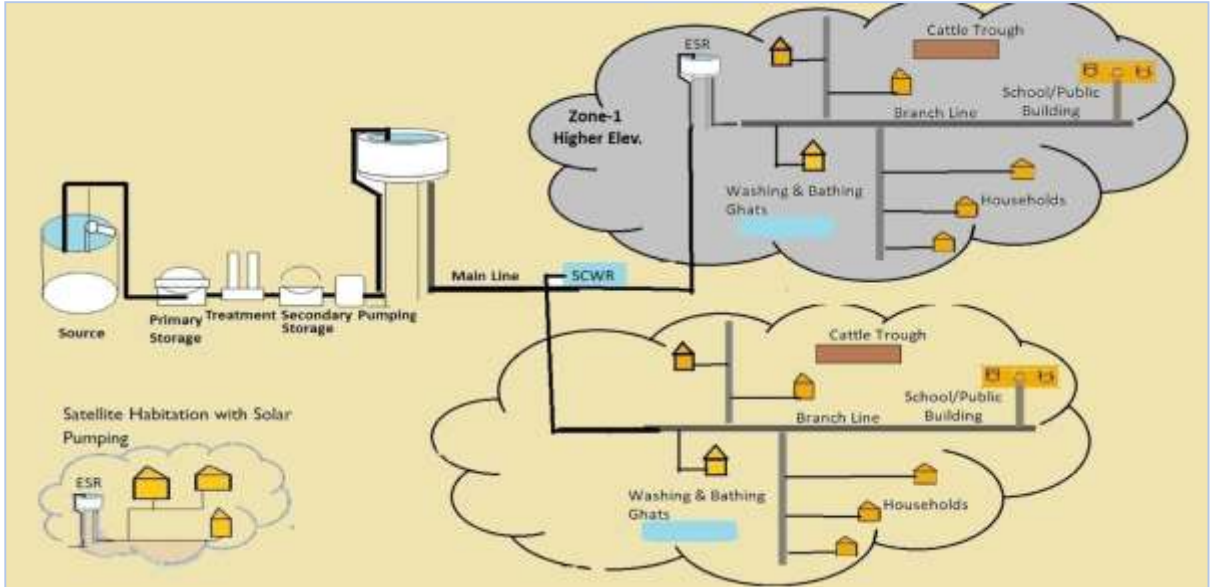 ESR
Cattle Trough
School/Public
Building
Branch Line
Zone-1
Higher Elev.
Washing & Bathing
Ghats
Households
Main Line
SCWR
Source
Primary
Storage
Treatment
Secondary
Storage
Pumping
Cattle Trough
School/Public
Building
Branch Line
Washing & Bathing
Ghats
Households
Satellite Habitation with Solar
Pumping
ESR